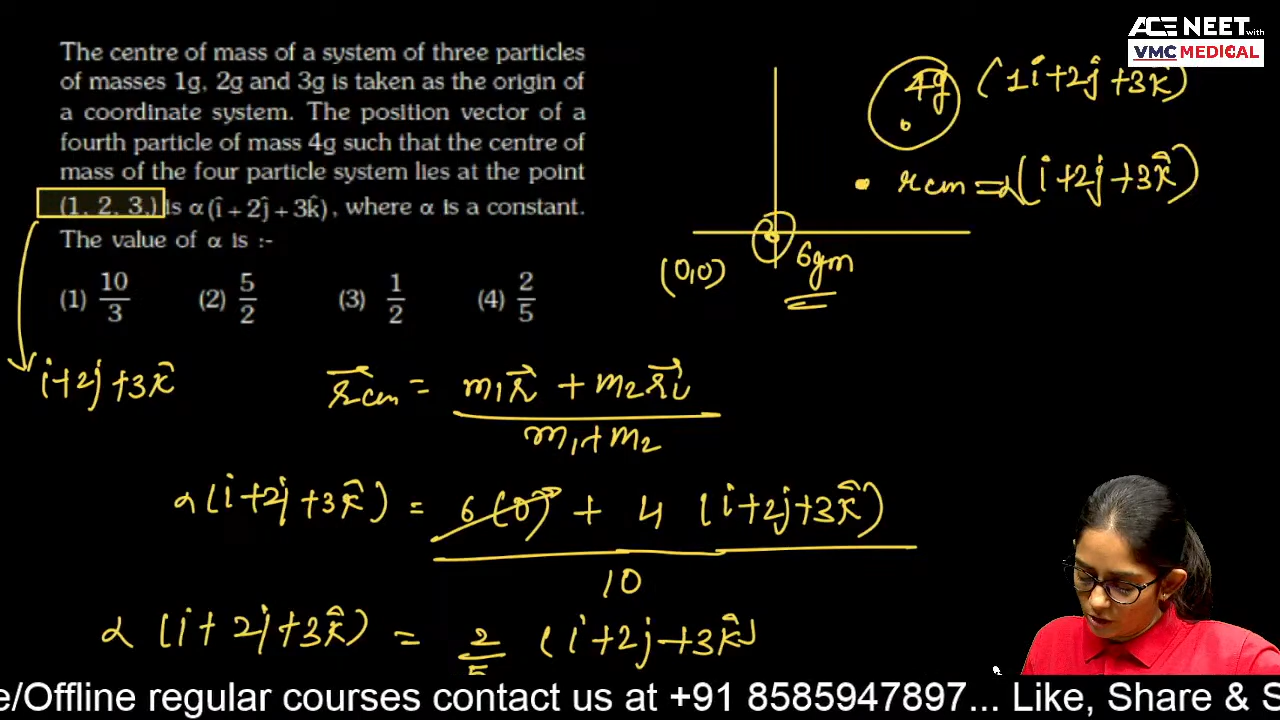 ACE NEET with
VMC MEDICAL
The centre of mass of a system of three particles
of masses 1g, 2g and 3g is taken as the origin of
a coordinate system. The position vector of a
fourth particle of mass 4g such that the centre of
mass of the four particle system lies at the point
(1, 2, 3,) is α(î + 2ĵ + 3k̂), where α is a constant.
The value of α is :-
(1) 10/3 (2) 5/2 (3) 1/2 (4) 2/5
4g (1i+2j+3k̂)
rcm = α(i+2j+3k̂)
(0,0) 6gm
i+2j+3k̂
r⃗cm = m₁r⃗ + m₂r⃗
m₁+m₂
α(i+2j+3k̂) = 6(0) + 4 (i+2j+3k̂)
10
α (i+2j+3k̂) = 2/5 (i+2j+3k̂)
e/Offline regular courses contact us at +91 8585947897... Like, Share & S